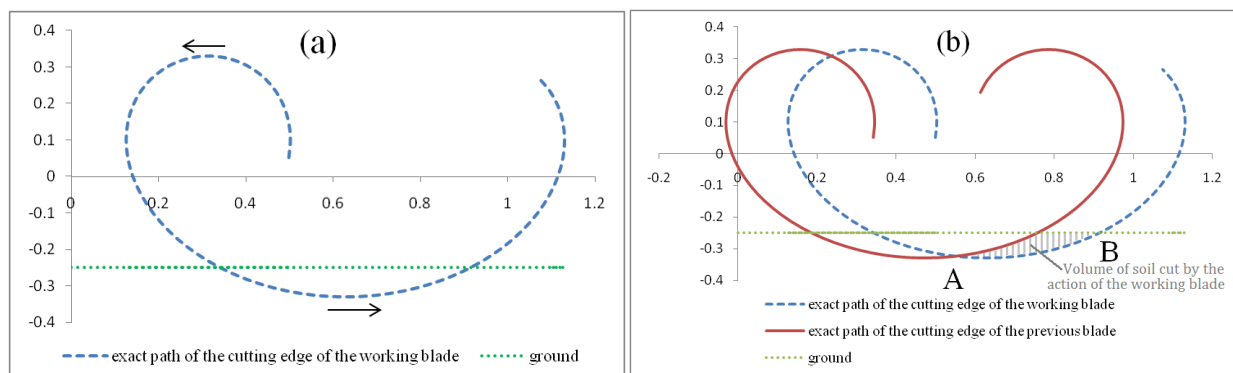 (a)
0.4
0.3
0.2
0.1
0
-0.1
-0.2
-0.3
-0.4
0 0.2 0.4 0.6 0.8 1 1.2
exact path of the cutting edge of the working blade ground
(b)
0.4
0.3
0.2
0.1
0
-0.1
-0.2
-0.3
-0.4
-0.2 0 0.2 0.4 0.6 0.8 1 1.2
A
B
Volume of soil cut by the
action of the working blade
exact path of the cutting edge of the working blade
exact path of the cutting edge of the previous blade
ground